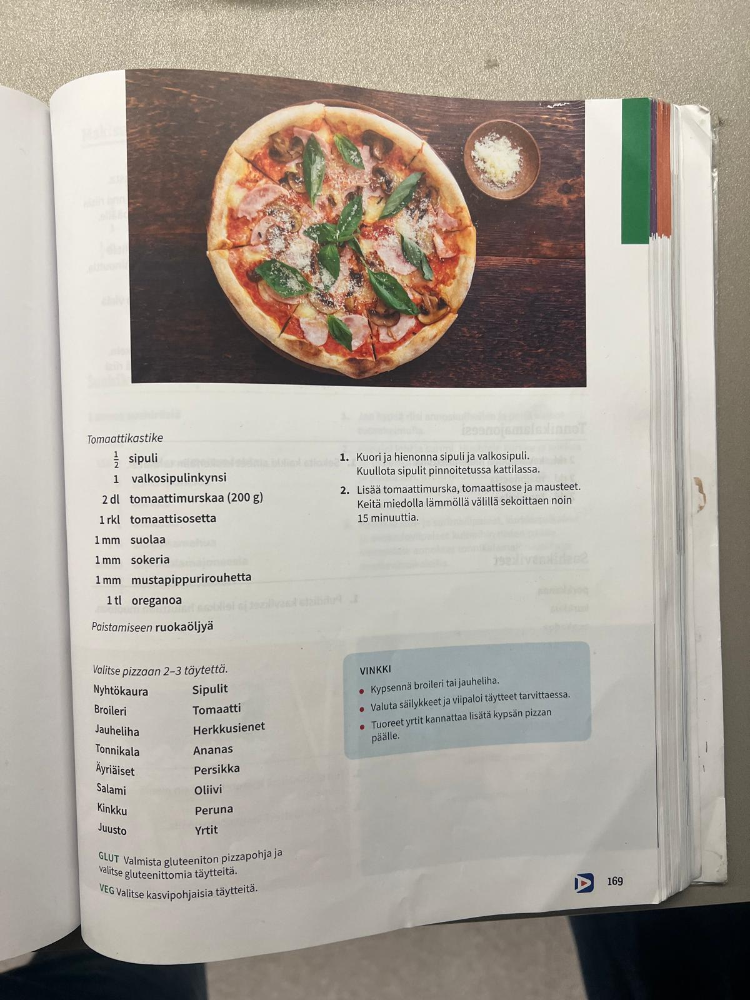 Tomaattikastike
½ sipuli
1 valkosipulinkynsi
2 dl tomaattimurskaa (200 g)
1 rkl tomaattisosetta
1 mm suolaa
1 mm sokeria
1 mm mustapippurirouhetta
1 tl oreganoa
Paistamiseen ruokaöljyä
1. Kuori ja hienonna sipuli ja valkosipuli.
Kuullota sipulit pinnoitetussa kattilassa.
2. Lisää tomaattimurska, tomaattisose ja mausteet.
Keitä miedolla lämmöllä välillä sekoittaen noin
15 minuuttia.
Valitse pizzaan 2–3 täytettä.
Nyhtökaura
Broileri
Jauheliha
Tonnikala
Äyriäiset
Salami
Kinkku
Juusto
Sipulit
Tomaatti
Herkkusienet
Ananas
Persikka
Oliivi
Peruna
Yrtit
GLUT Valmista gluteeniton pizzapohja ja
valitse gluteenittomia täytteitä.
VEG Valitse kasvipohjaisia täytteitä.
VINKKI
• Kypsennä broileri tai jauheliha.
• Valuta säilykkeet ja viipaloi täytteet tarvittaessa.
• Tuoreet yrtit kannattaa lisätä kypsän pizzan
päälle.
169